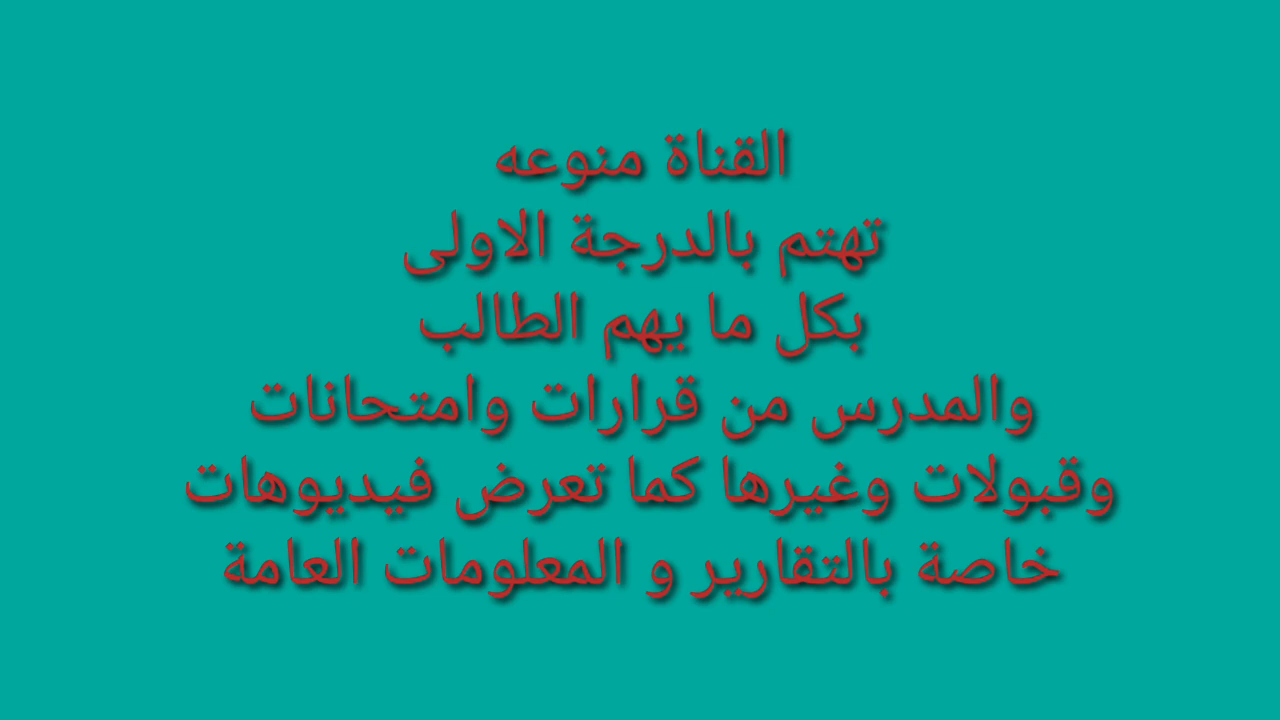 القناة منوعه
تهتم بالدرجة الاولى
بكل ما يهم الطالب
والمدرس من قرارات وامتحانات
وقبولات وغيرها كما تعرض فيديوهات
خاصة بالتقارير و المعلومات العامة